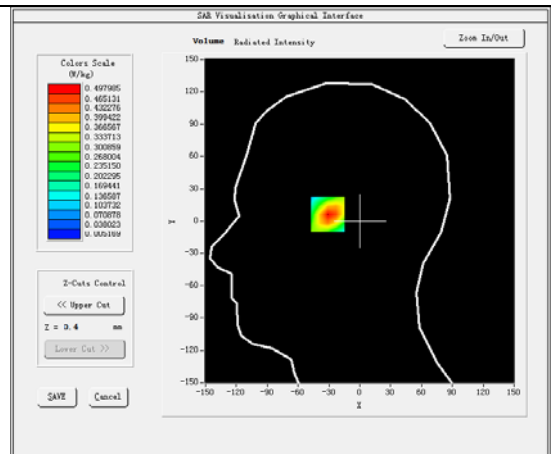 SAR Visualisation Graphical Interface
Volume Radiated Intensity
Zoom In/Out
Colors Scale
(W/kg)
0.497985
0.465131
0.432276
0.399422
0.366567
0.333713
0.300859
0.268004
0.235150
0.202295
0.169441
0.136587
0.103732
0.070878
0.038023
0.005169
Z-Cuts Control
<< Upper Cut
Z = 0.4 mm
Lower Cut >>
SAVE Cancel
150
120
90
60
30
0
-30
-60
-90
-120
-150
Y
-150 -120 -90 -60 -30 0 30 60 90 120 150
X